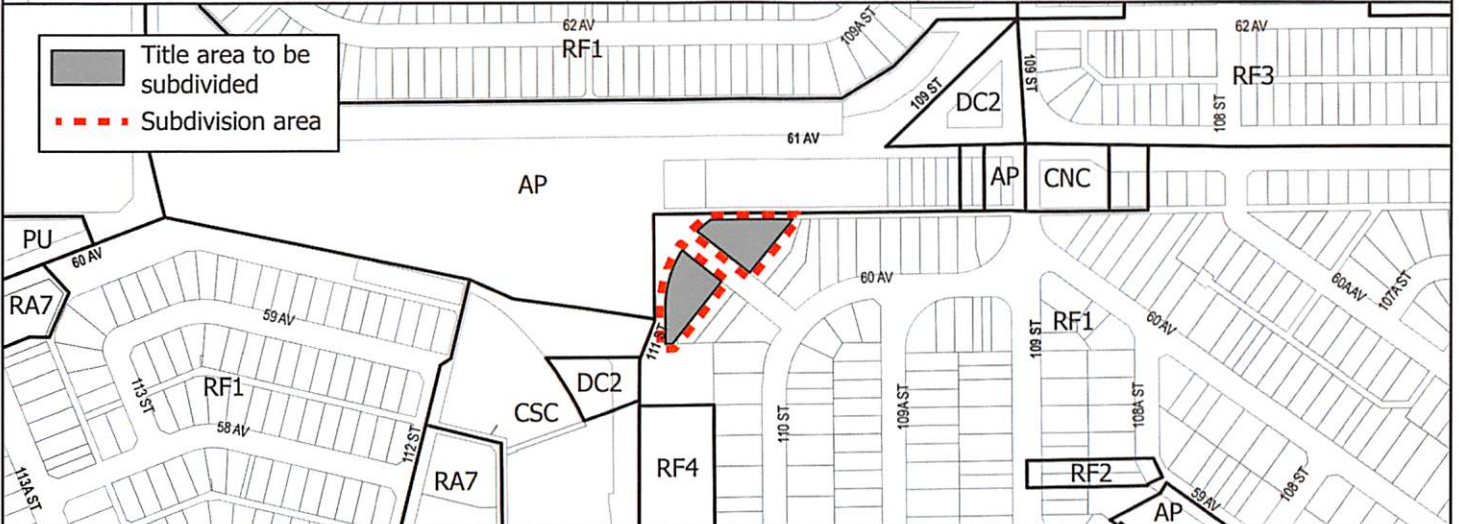 Title area to be
subdivided
Subdivision area
62 AV
RF1
109A ST
109 ST
DC2
109 ST
62 AV
RF3
108 ST
61 AV
AP
AP
CNC
PU
60 AV
RA7
59 AV
113 ST
RF1
58 AV
113A ST
112 ST
RA7
CSC
DC2
111 ST
RF4
60 AV
110 ST
109A ST
109 ST
RF1
60 AV
108A ST
60A AV
107A ST
RF2
59 AV
108 ST
AP